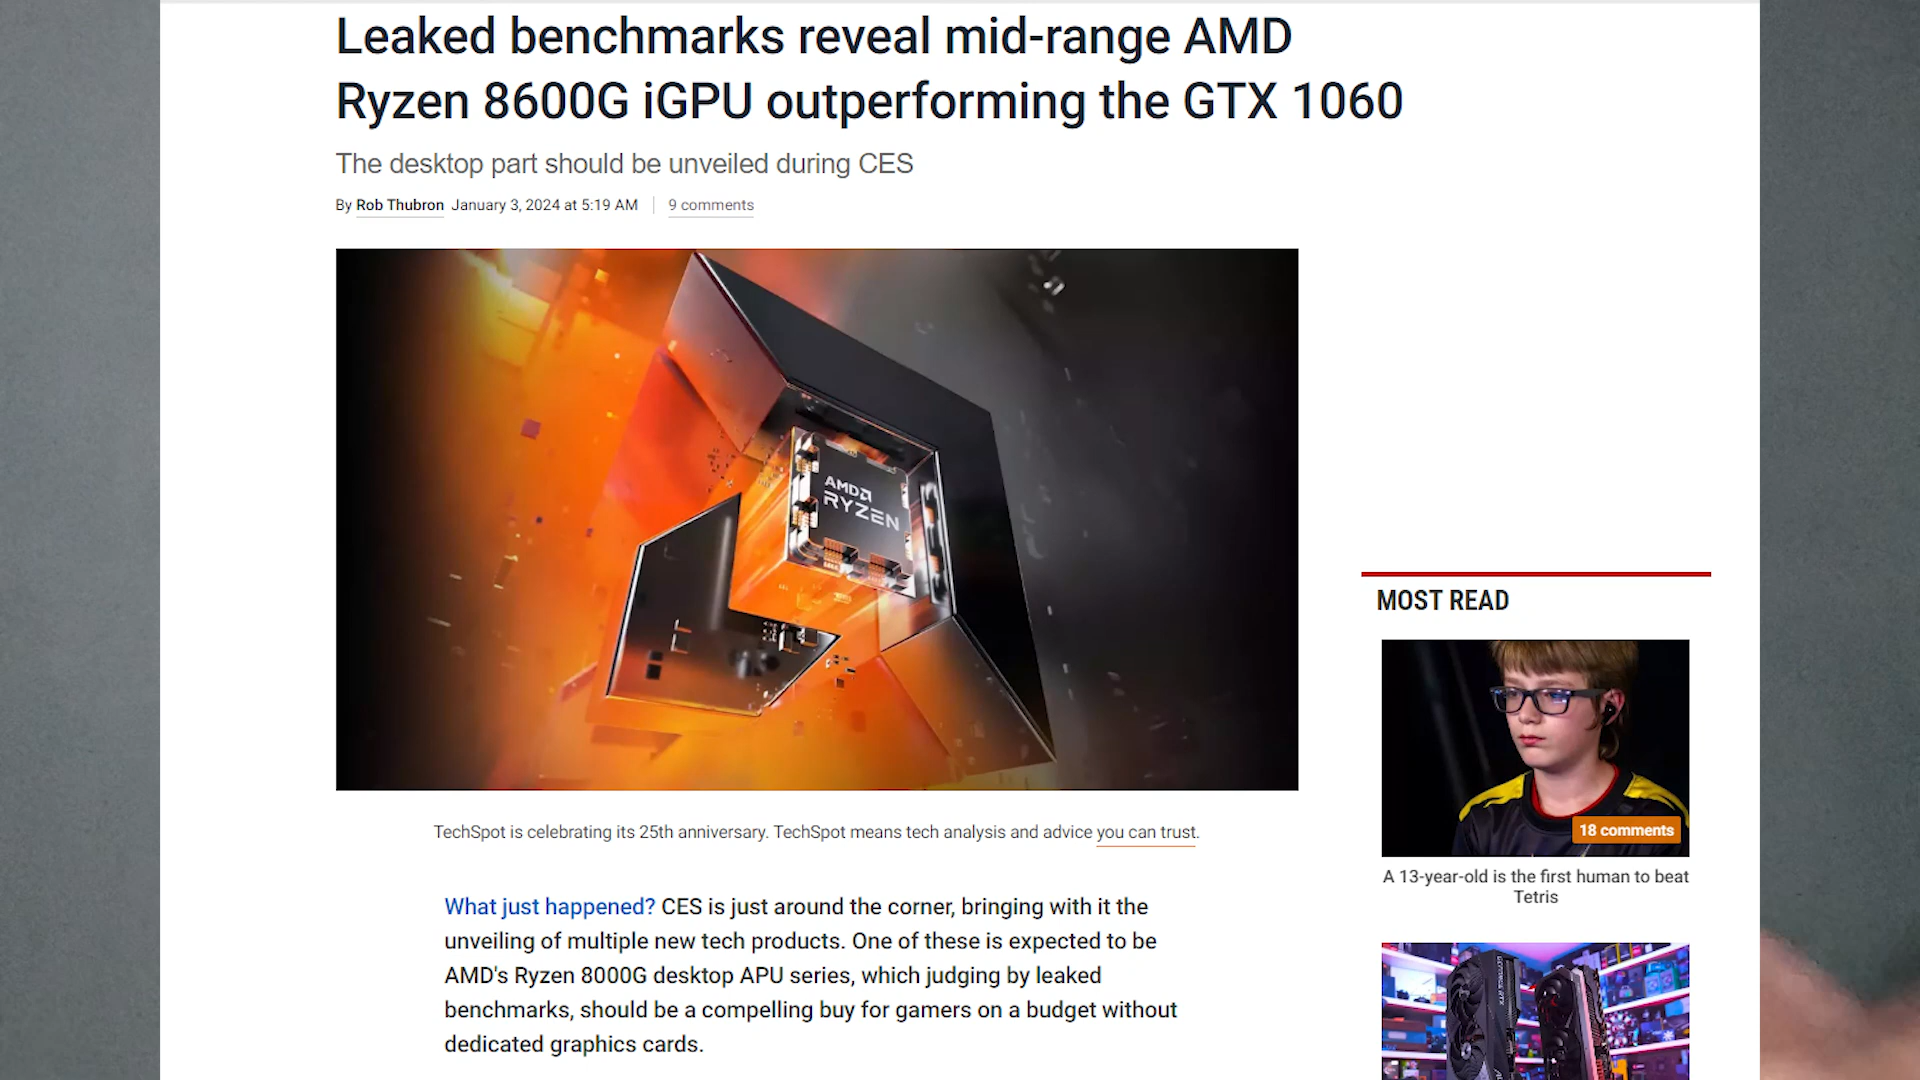 Leaked benchmarks reveal mid-range AMD
Ryzen 8600G iGPU outperforming the GTX 1060
The desktop part should be unveiled during CES
By Rob Thubron January 3, 2024 at 5:19 AM 9 comments
AMD
RYZEN
TechSpot is celebrating its 25th anniversary. TechSpot means tech analysis and advice you can trust.
What just happened? CES is just around the corner, bringing with it the
unveiling of multiple new tech products. One of these is expected to be
AMD's Ryzen 8000G desktop APU series, which judging by leaked
benchmarks, should be a compelling buy for gamers on a budget without
dedicated graphics cards.
MOST READ
18 comments
A 13-year-old is the first human to beat
Tetris